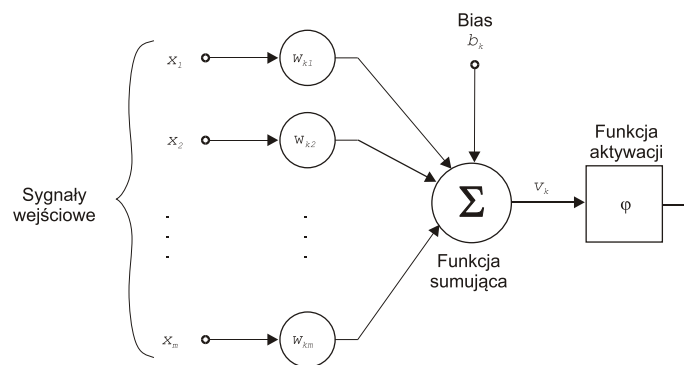 Bias
b_k
x_1
w_k1
x_2
w_k2
Funkcja
aktywacji
Sygnały
wejściowe
Σ
v_k
φ
Funkcja
sumująca
x_m
w_km